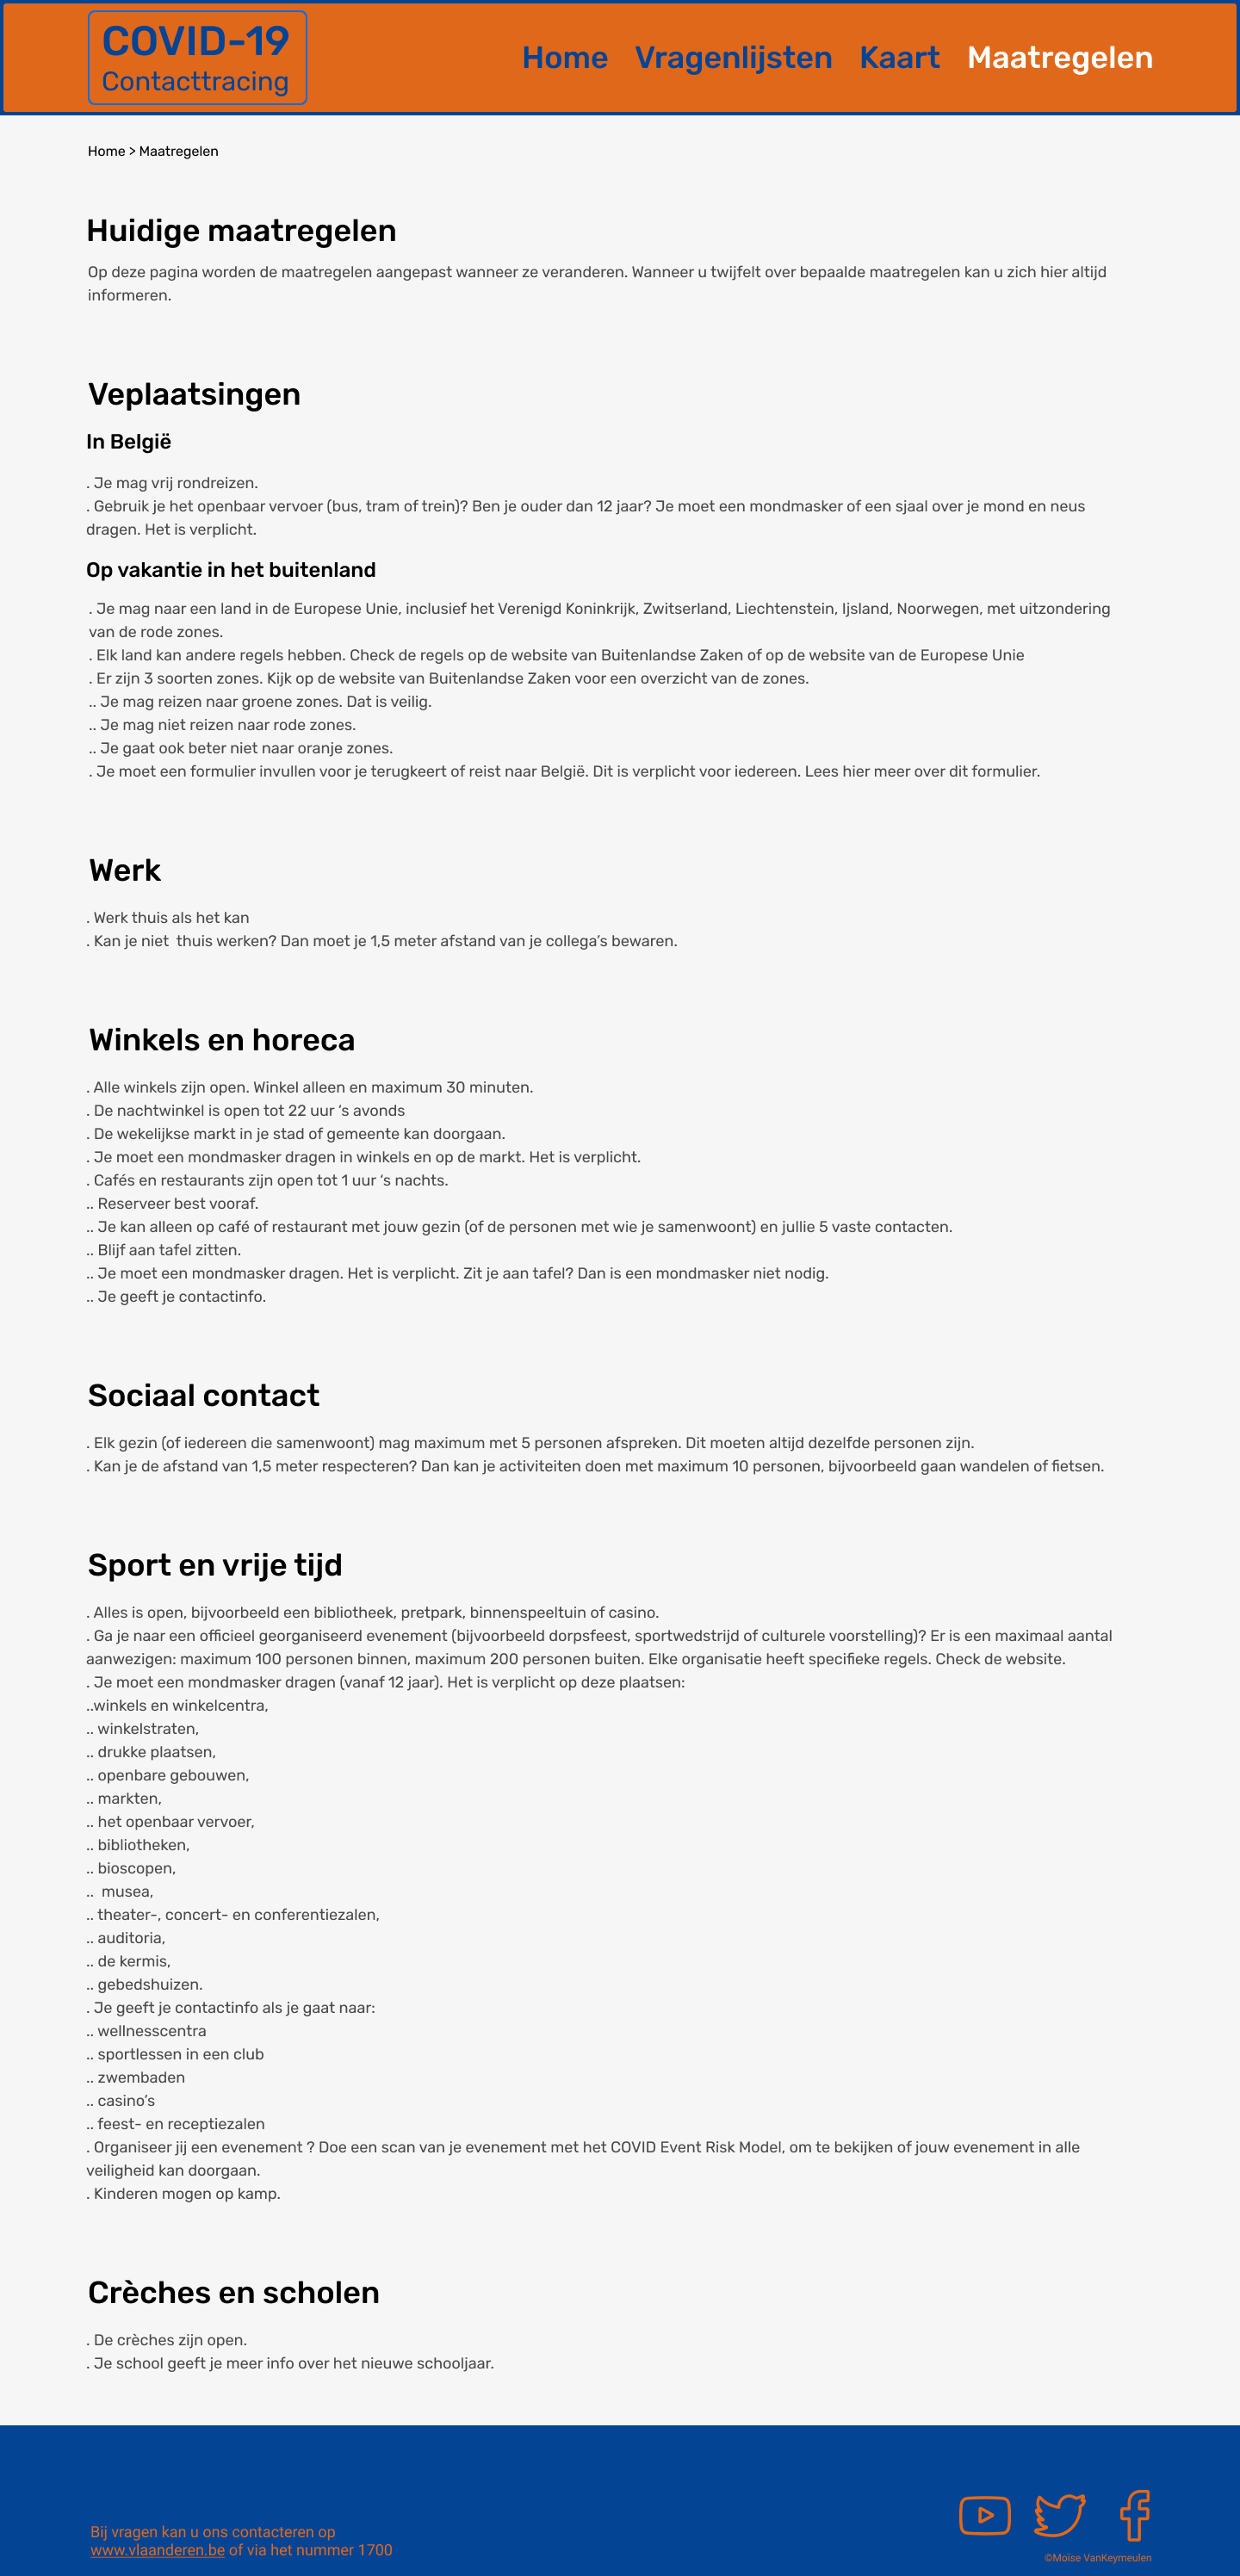 COVID-19
Contacttracing
Home Vragenlijsten Kaart Maatregelen
Home > Maatregelen
Huidige maatregelen
Op deze pagina worden de maatregelen aangepast wanneer ze veranderen. Wanneer u twijfelt over bepaalde maatregelen kan u zich hier altijd
informeren.
Veplaatsingen
In België
. Je mag vrij rondreizen.
. Gebruik je het openbaar vervoer (bus, tram of trein)? Ben je ouder dan 12 jaar? Je moet een mondmasker of een sjaal over je mond en neus
dragen. Het is verplicht.
Op vakantie in het buitenland
. Je mag naar een land in de Europese Unie, inclusief het Verenigd Koninkrijk, Zwitserland, Liechtenstein, Ijsland, Noorwegen, met uitzondering
van de rode zones.
. Elk land kan andere regels hebben. Check de regels op de website van Buitenlandse Zaken of op de website van de Europese Unie
. Er zijn 3 soorten zones. Kijk op de website van Buitenlandse Zaken voor een overzicht van de zones.
.. Je mag reizen naar groene zones. Dat is veilig.
.. Je mag niet reizen naar rode zones.
.. Je gaat ook beter niet naar oranje zones.
. Je moet een formulier invullen voor je terugkeert of reist naar België. Dit is verplicht voor iedereen. Lees hier meer over dit formulier.
Werk
. Werk thuis als het kan
. Kan je niet  thuis werken? Dan moet je 1,5 meter afstand van je collega’s bewaren.
Winkels en horeca
. Alle winkels zijn open. Winkel alleen en maximum 30 minuten.
. De nachtwinkel is open tot 22 uur ‘s avonds
. De wekelijkse markt in je stad of gemeente kan doorgaan.
. Je moet een mondmasker dragen in winkels en op de markt. Het is verplicht.
. Cafés en restaurants zijn open tot 1 uur ‘s nachts.
.. Reserveer best vooraf.
.. Je kan alleen op café of restaurant met jouw gezin (of de personen met wie je samenwoont) en jullie 5 vaste contacten.
.. Blijf aan tafel zitten.
.. Je moet een mondmasker dragen. Het is verplicht. Zit je aan tafel? Dan is een mondmasker niet nodig.
.. Je geeft je contactinfo.
Sociaal contact
. Elk gezin (of iedereen die samenwoont) mag maximum met 5 personen afspreken. Dit moeten altijd dezelfde personen zijn.
. Kan je de afstand van 1,5 meter respecteren? Dan kan je activiteiten doen met maximum 10 personen, bijvoorbeeld gaan wandelen of fietsen.
Sport en vrije tijd
. Alles is open, bijvoorbeeld een bibliotheek, pretpark, binnenspeeltuin of casino.
. Ga je naar een officieel georganiseerd evenement (bijvoorbeeld dorpsfeest, sportwedstrijd of culturele voorstelling)? Er is een maximaal aantal
aanwezigen: maximum 100 personen binnen, maximum 200 personen buiten. Elke organisatie heeft specifieke regels. Check de website.
. Je moet een mondmasker dragen (vanaf 12 jaar). Het is verplicht op deze plaatsen:
..winkels en winkelcentra,
.. winkelstraten,
.. drukke plaatsen,
.. openbare gebouwen,
.. markten,
.. het openbaar vervoer,
.. bibliotheken,
.. bioscopen,
..  musea,
.. theater-, concert- en conferentiezalen,
.. auditoria,
.. de kermis,
.. gebedshuizen.
. Je geeft je contactinfo als je gaat naar:
.. wellnesscentra
.. sportlessen in een club
.. zwembaden
.. casino’s
.. feest- en receptiezalen
. Organiseer jij een evenement ? Doe een scan van je evenement met het COVID Event Risk Model, om te bekijken of jouw evenement in alle
veiligheid kan doorgaan.
. Kinderen mogen op kamp.
Crèches en scholen
. De crèches zijn open.
. Je school geeft je meer info over het nieuwe schooljaar.
Bij vragen kan u ons contacteren op
www.vlaanderen.be of via het nummer 1700
©Moïse VanKeymeulen